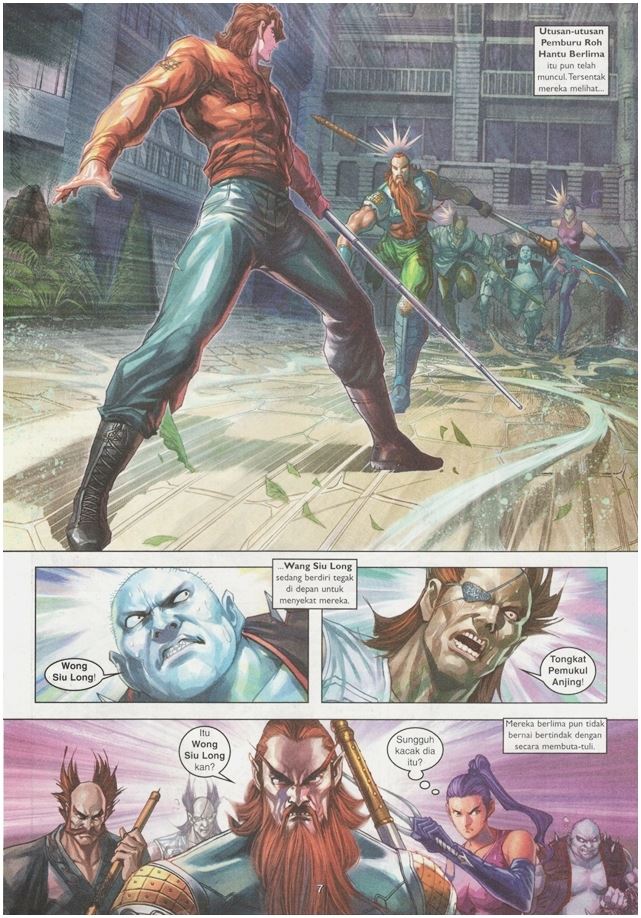 Utusan-utusan
Pemburu Roh
Hantu Berlima
itu pun telah
muncul. Tersentak
mereka melihat...
...Wang Siu Long
sedang berdiri tegak
di depan untuk
menyekat mereka.
Wong
Siu Long!
Tongkat
Pemukul
Anjing!
Itu
Wong
Siu Long
kan?
Sungguh
kacak dia
itu?
Mereka berlima pun tidak
bernai bertindak dengan
secara membuta-tuli.
7